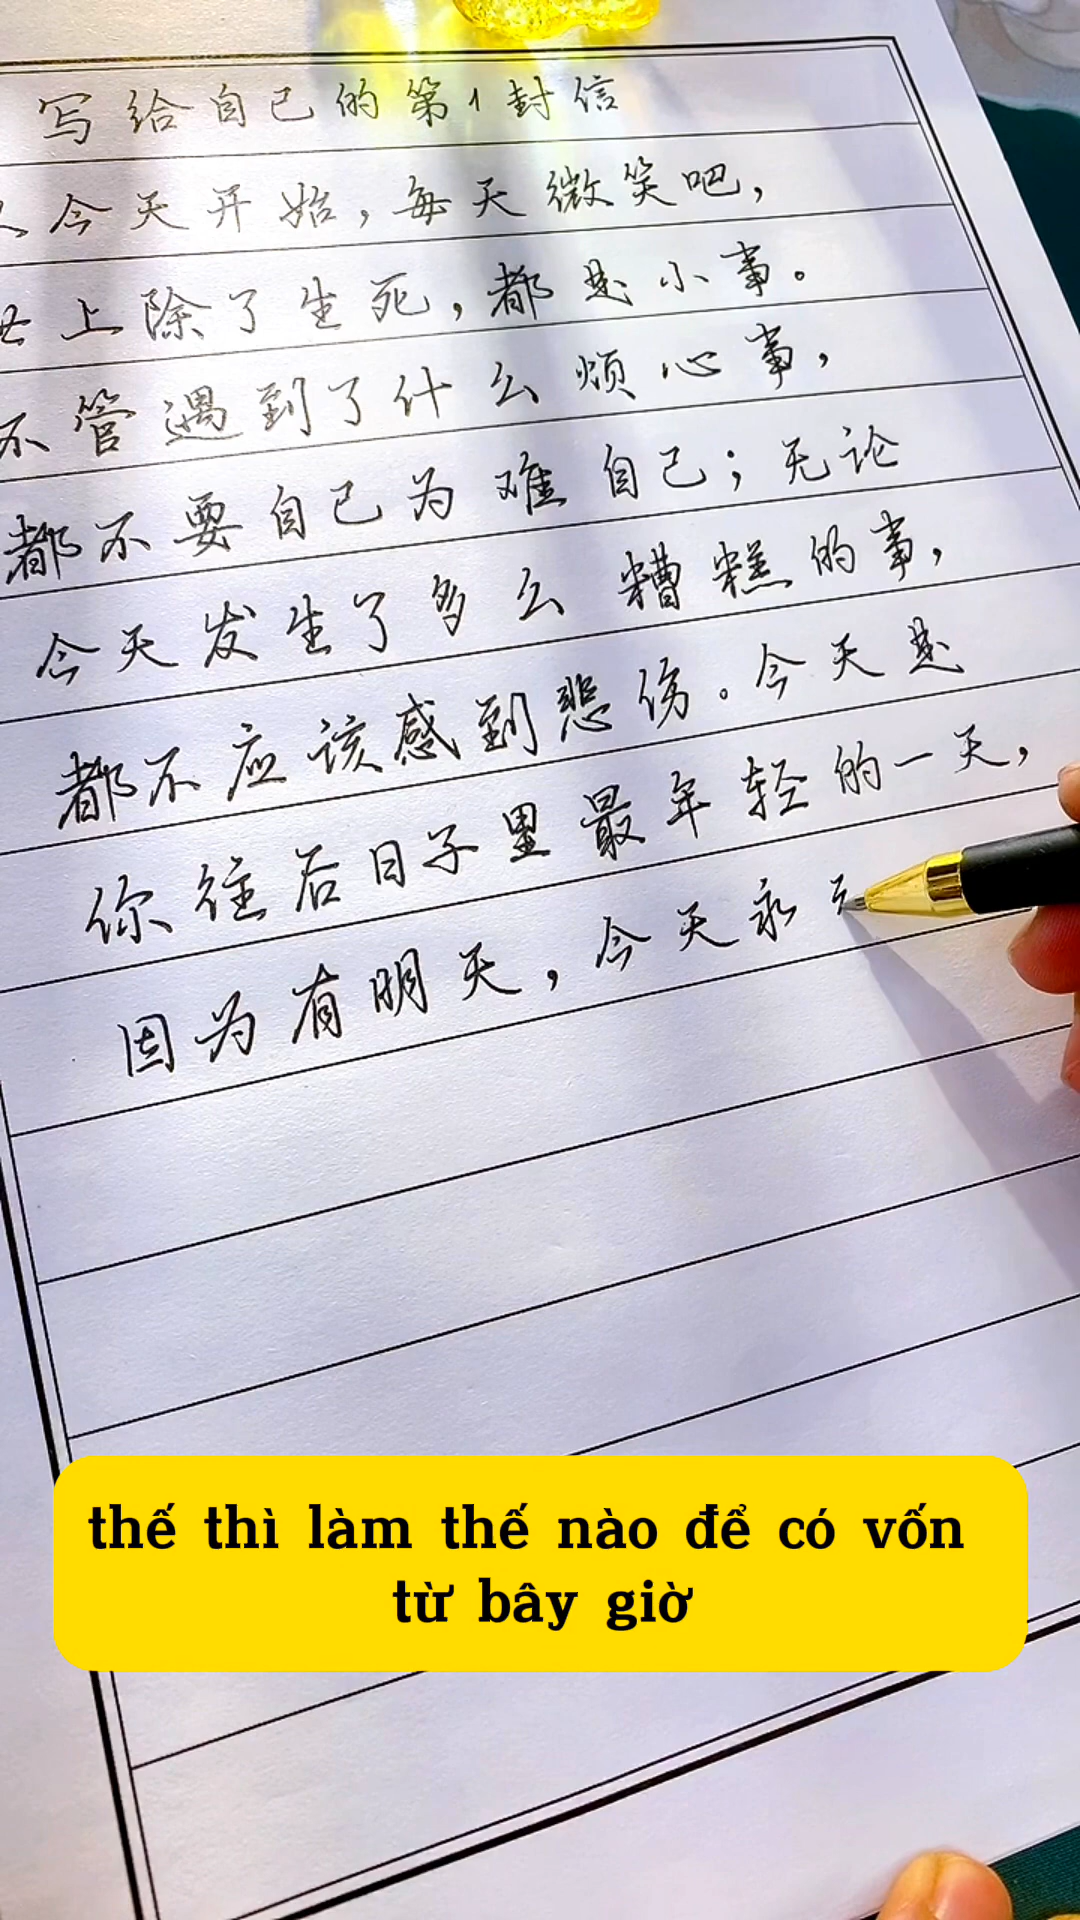 写给自己的第1封信
今天开始，每天微笑吧，
世上除了生死，都是小事。
不管遇到了什么烦心事，
都不要自己为难自己；无论
今天发生了多么糟糕的事，
都不应该感到悲伤。今天是
你往后日子里最年轻的一天，
因为有明天，今天永
thế thì làm thế nào để có vốn
từ bây giờ